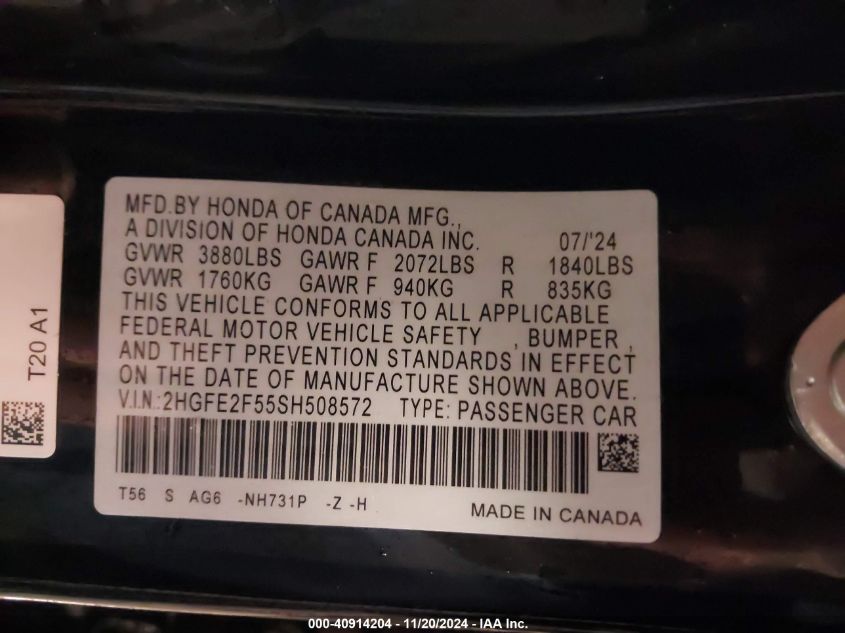 MFD.BY HONDA OF CANADA MFG.,
A DIVISION OF HONDA CANADA INC. 07/'24
GVWR 3880LBS GAWR F 2072LBS R 1840LBS
GVWR 1760KG GAWR F 940KG R 835KG
THIS VEHICLE CONFORMS TO ALL APPLICABLE
FEDERAL MOTOR VEHICLE SAFETY , BUMPER ,
AND THEFT PREVENTION STANDARDS IN EFFECT
ON THE DATE OF MANUFACTURE SHOWN ABOVE.
V.I.N.:2HGFE2F55SH508572 TYPE: PASSENGER CAR
T56 S AG6 -NH731P -Z -H MADE IN CANADA
T20 A1
000-40914204 - 11/20/2024 - IAA Inc.